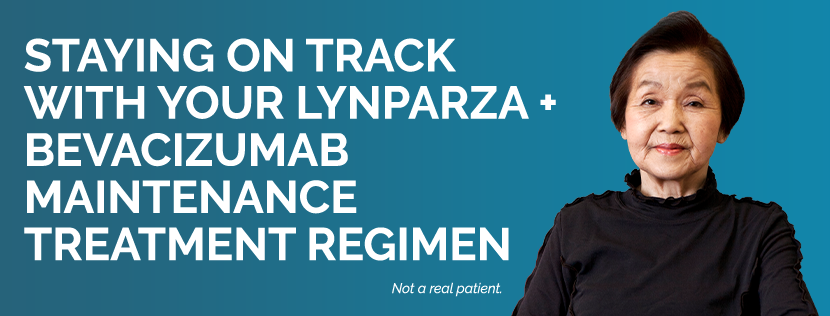 STAYING ON TRACK
WITH YOUR LYNPARZA +
BEVACIZUMAB
MAINTENANCE
TREATMENT REGIMEN
Not a real patient.